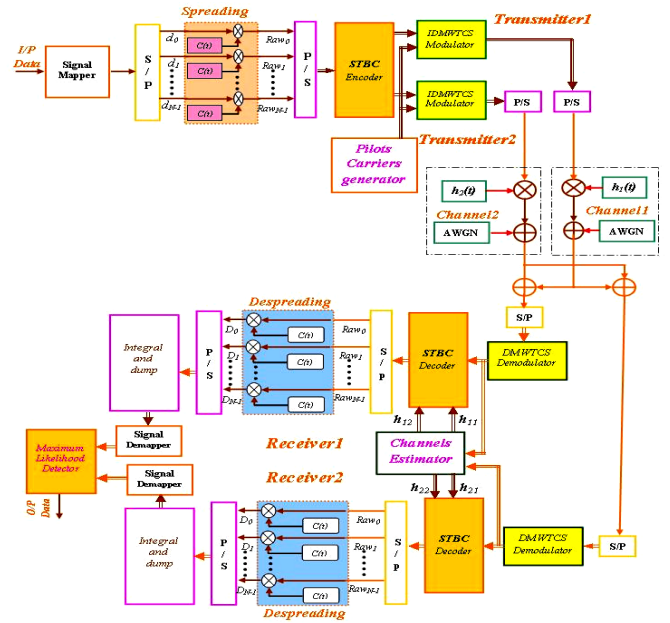 Spreading
Transmitter1
I/P
Data
Signal
Mapper
S
/
P
d0
d1
dN-1
C(t)
C(t)
C(t)
Raw0
Raw1
RawN-1
P
/
S
STBC
Encoder
IDMWTCS
Modulator
IDMWTCS
Modulator
P/S
P/S
Transmitter2
Pilots
Carriers
generator
h2(t)
h1(t)
Channel2
Channel1
AWGN
AWGN
S/P
DMWTCS
Demodulator
Despreading
Integral
and
dump
P
/
S
D0
D1
DN-1
C(t)
C(t)
C(t)
Raw0
Raw1
RawN-1
S
/
P
STBC
Decoder
h12
h11
Signal
Demapper
Receiver1
Channels
Estimator
Maximum
Likelihood
Detector
Signal
Demapper
Receiver2
h22
h21
O/P
Data
Integral
and
dump
P
/
S
D0
D1
DN-1
C(t)
C(t)
C(t)
Raw0
Raw1
RawN-1
S
/
P
STBC
Decoder
DMWTCS
Demodulator
S/P
Despreading